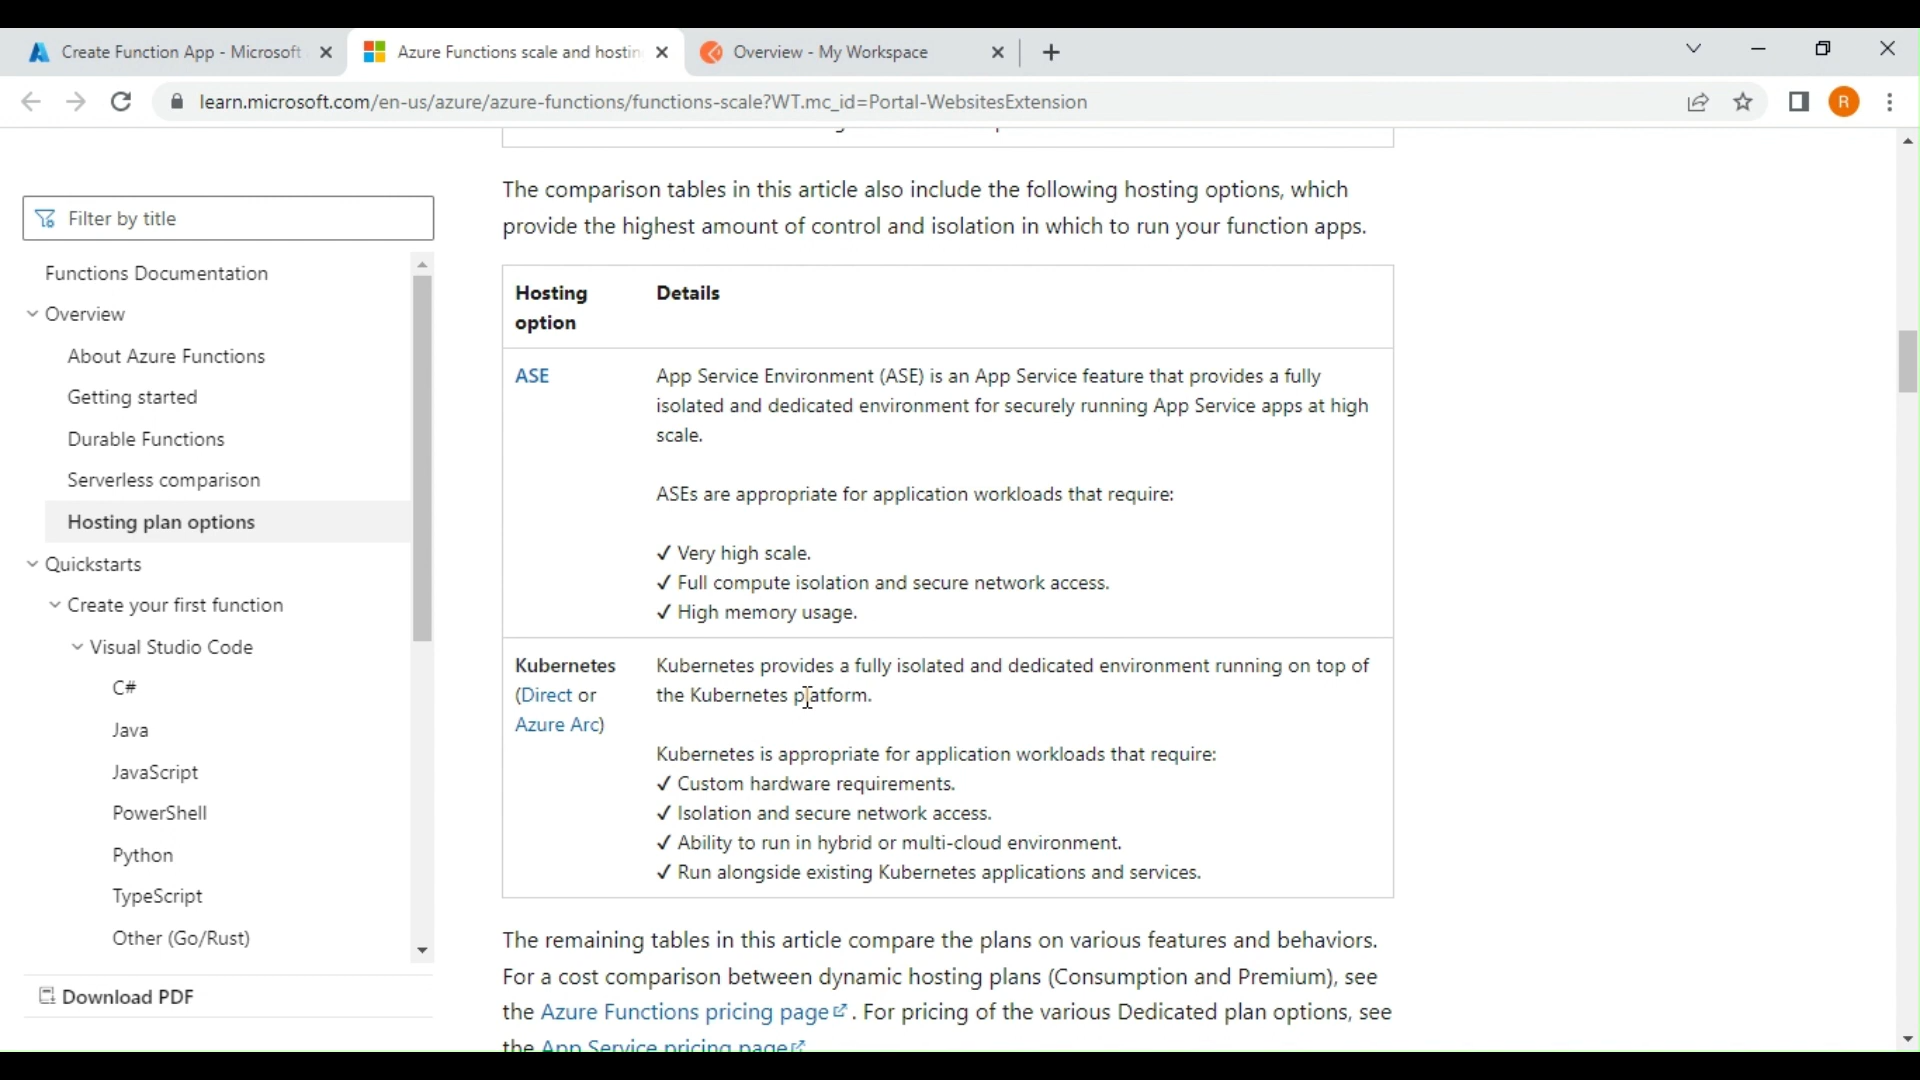 Create Function App - Microsoft
Azure Functions scale and hostin
Overview - My Workspace
learn.microsoft.com/en-us/azure/azure-functions/functions-scale?WT.mc_id=Portal-WebsitesExtension
R
The comparison tables in this article also include the following hosting options, which
provide the highest amount of control and isolation in which to run your function apps.
Filter by title
Functions Documentation
Overview
About Azure Functions
Getting started
Durable Functions
Serverless comparison
Hosting plan options
Quickstarts
Create your first function
Visual Studio Code
C#
Java
JavaScript
PowerShell
Python
TypeScript
Other (Go/Rust)
Download PDF
Hosting
option
Details
ASE
App Service Environment (ASE) is an App Service feature that provides a fully
isolated and dedicated environment for securely running App Service apps at high
scale.
ASEs are appropriate for application workloads that require:
✓ Very high scale.
✓ Full compute isolation and secure network access.
✓ High memory usage.
Kubernetes
(Direct or
Azure Arc)
Kubernetes provides a fully isolated and dedicated environment running on top of
the Kubernetes platform.
Kubernetes is appropriate for application workloads that require:
✓ Custom hardware requirements.
✓ Isolation and secure network access.
✓ Ability to run in hybrid or multi-cloud environment.
✓ Run alongside existing Kubernetes applications and services.
The remaining tables in this article compare the plans on various features and behaviors.
For a cost comparison between dynamic hosting plans (Consumption and Premium), see
the Azure Functions pricing page. For pricing of the various Dedicated plan options, see
the App Service pricing page